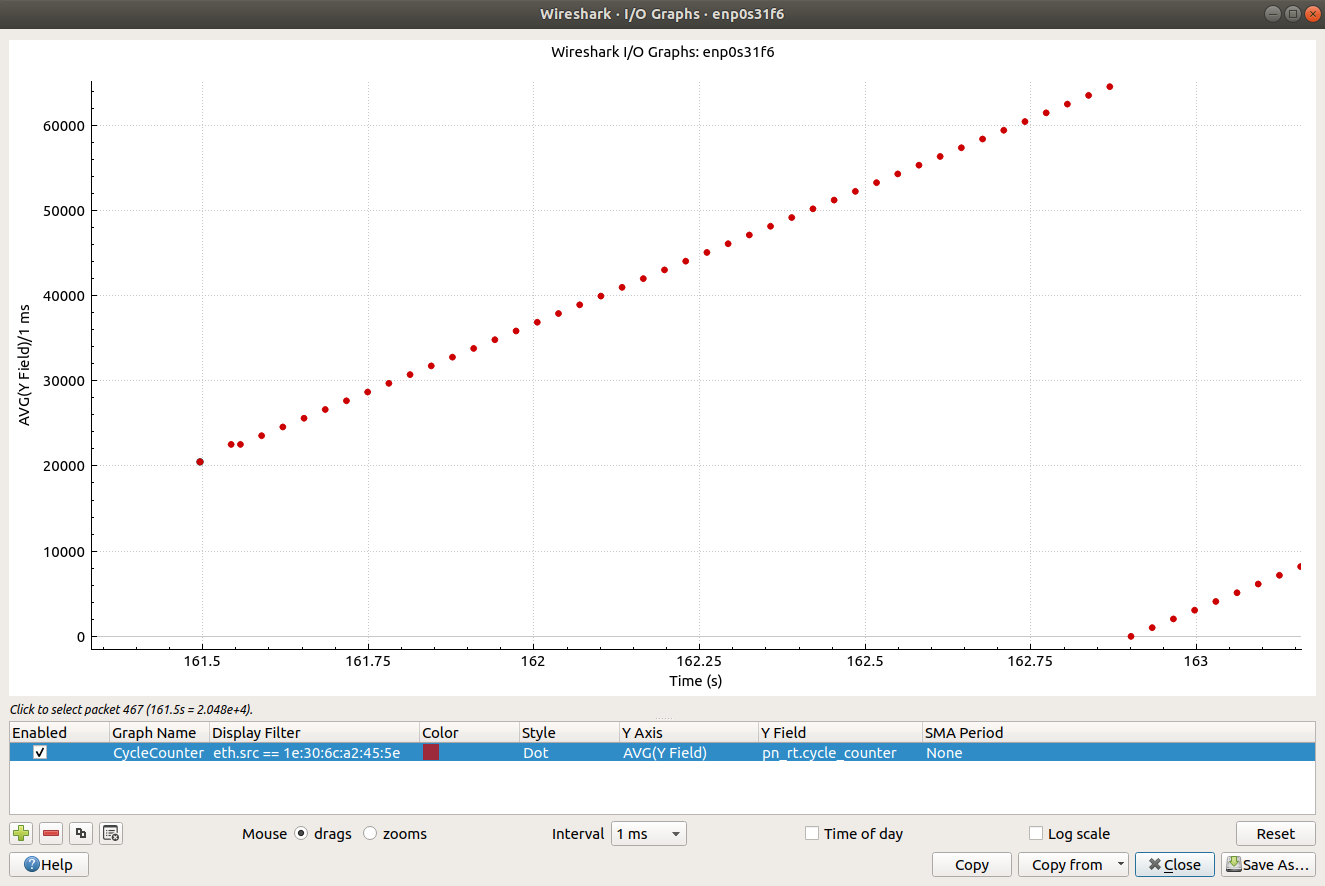 Wireshark · I/O Graphs · enp0s31f6
Wireshark I/O Graphs: enp0s31f6
AVG(Y Field)/1 ms
60000
50000
40000
30000
20000
10000
0
161.5 161.75 162 162.25 162.5 162.75 163
Time (s)
Click to select packet 467 (161.5s = 2.048e+4).
Enabled Graph Name Display Filter Color Style Y Axis Y Field SMA Period
CycleCounter eth.src == 1e:30:6c:a2:45:5e Dot AVG(Y Field) pn_rt.cycle_counter None
Mouse drags zooms Interval 1 ms Time of day Log scale Reset
Help Copy Copy from Close Save As...